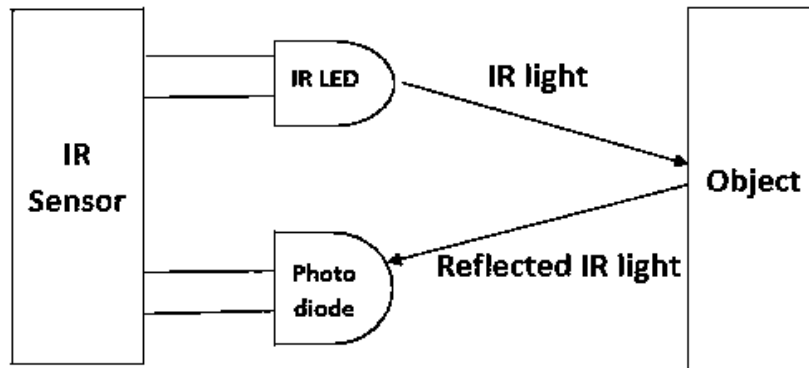 IR
Sensor
IR LED
IR light
Object
Photo
diode
Reflected IR light